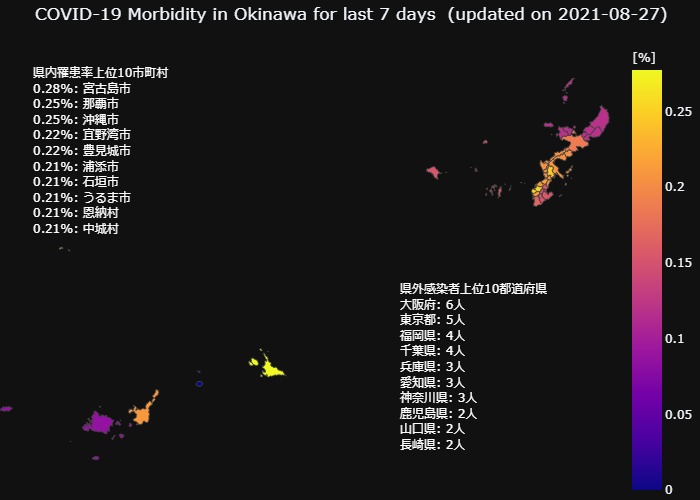 COVID-19 Morbidity in Okinawa for last 7 days  (updated on 2021-08-27)
県内罹患率上位10市町村
0.28%: 宮古島市
0.25%: 那覇市
0.25%: 沖縄市
0.22%: 宜野湾市
0.22%: 豊見城市
0.21%: 浦添市
0.21%: 石垣市
0.21%: うるま市
0.21%: 恩納村
0.21%: 中城村
県外感染者上位10都道府県
大阪府: 6人
東京都: 5人
福岡県: 4人
千葉県: 4人
兵庫県: 3人
愛知県: 3人
神奈川県: 3人
鹿児島県: 2人
山口県: 2人
長崎県: 2人
[%]
0.25
0.2
0.15
0.1
0.05
0